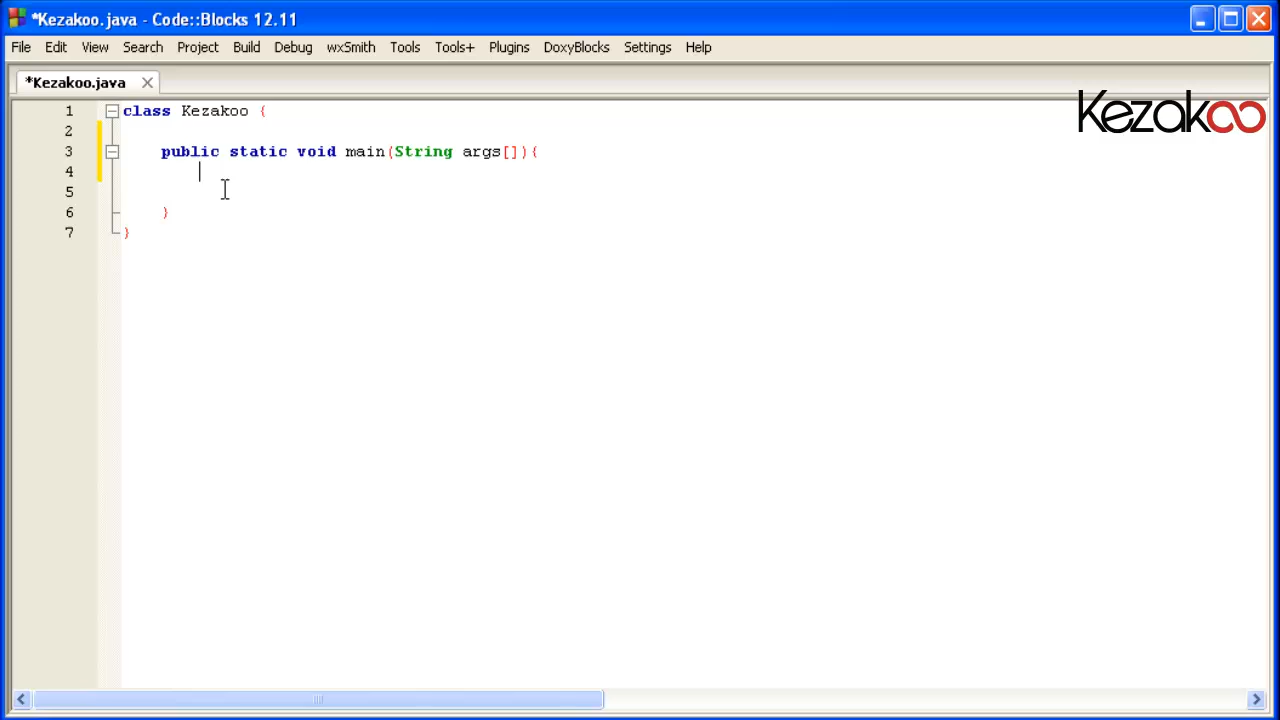 *Kezakoo.java - Code::Blocks 12.11
File Edit View Search Project Build Debug wxSmith Tools Tools+ Plugins DoxyBlocks Settings Help
*Kezakoo.java
Kezakoo
1 class Kezakoo {
2
3 public static void main(String args[]){
4
5
6 }
7 }